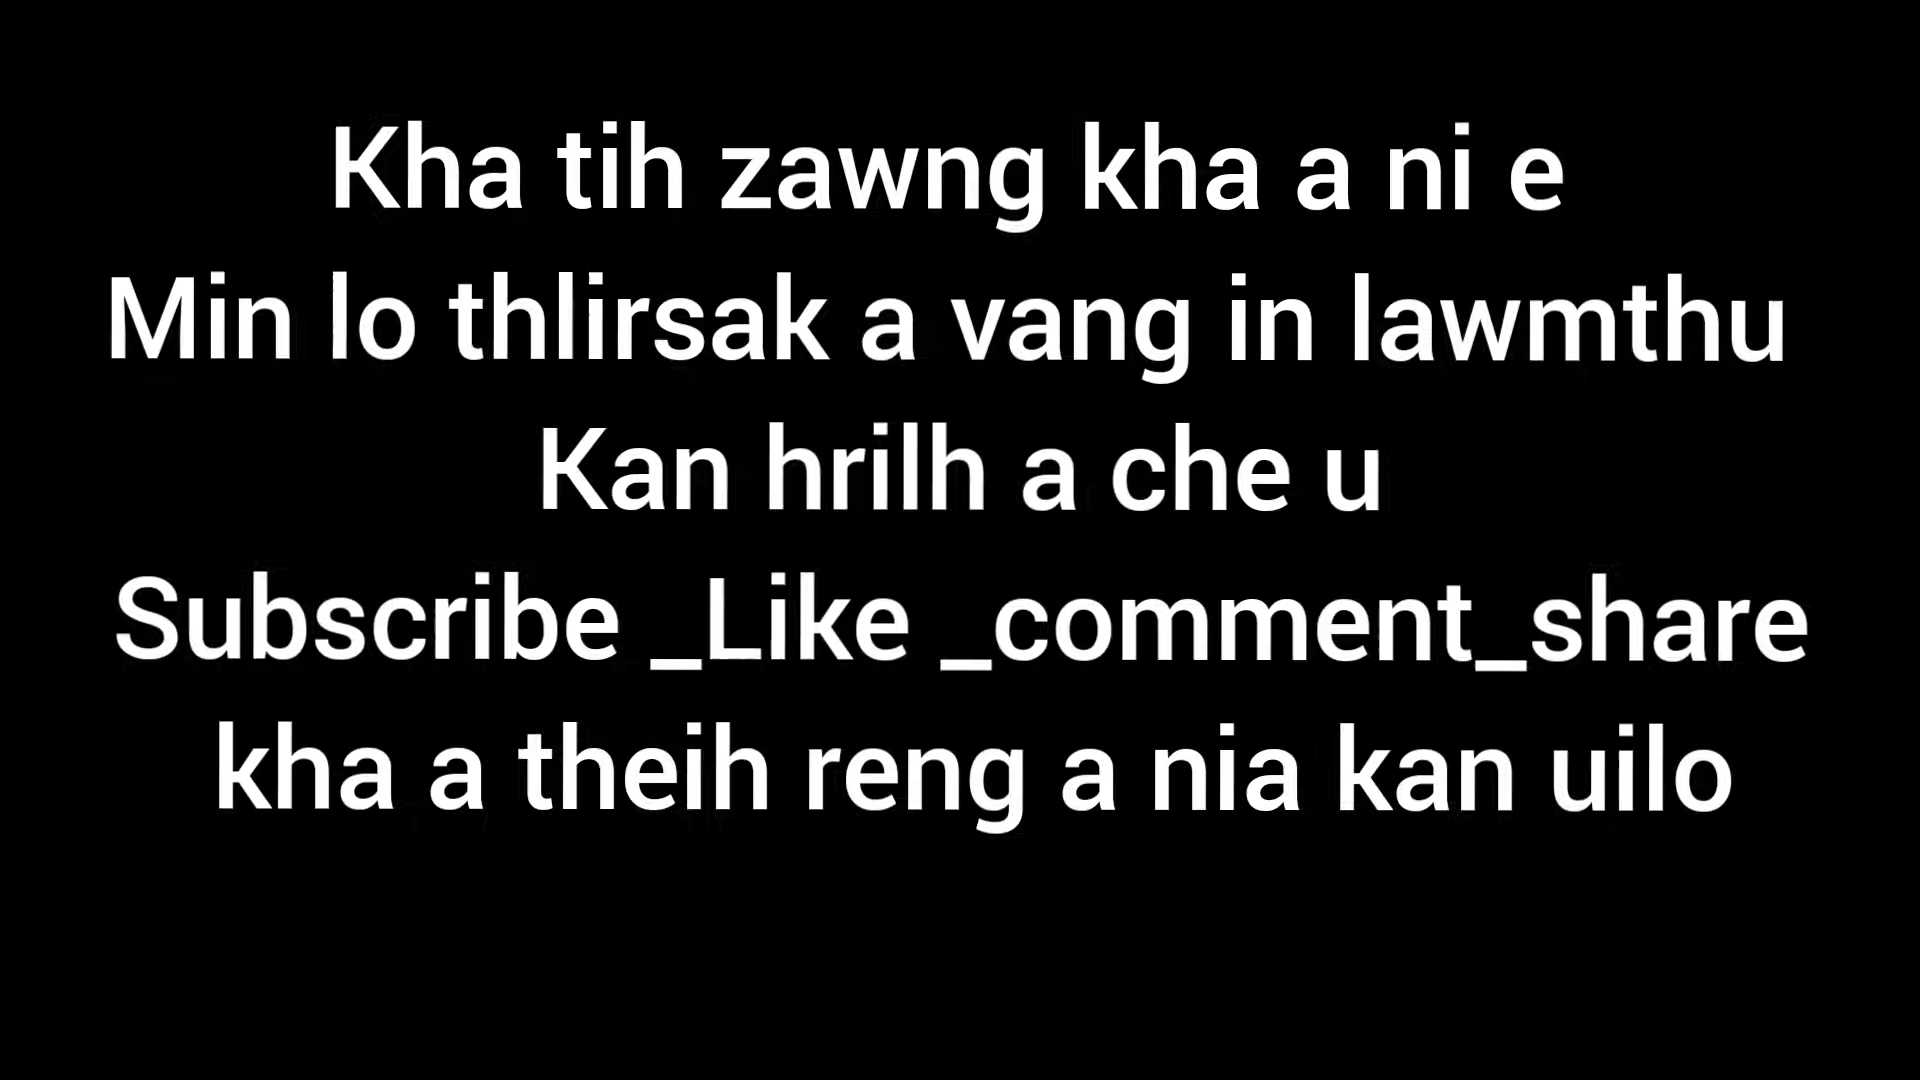 Kha tih zawng kha a ni e
Min lo thlirsak a vang in lawmthu
Kan hrilh a che u
Subscribe _Like _comment_share
kha a theih reng a nia kan uilo